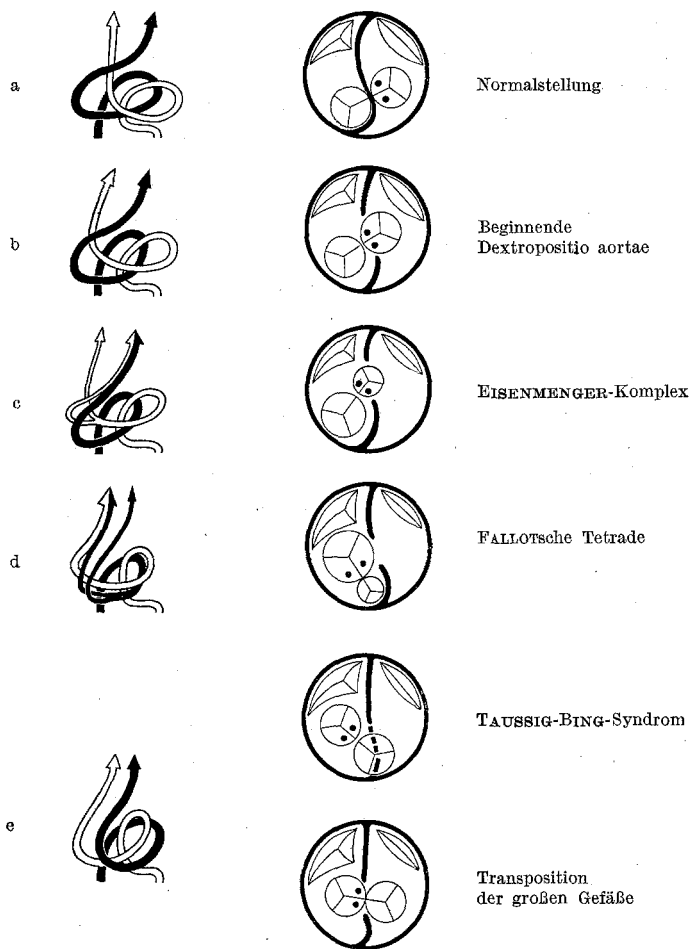 a
Normalstellung
b
Beginnende
Dextropositio aortae
c
EISENMENGER-Komplex
d
FALLOTsche Tetrade
TAUSSIG-BING-Syndrom
e
Transposition
der großen Gefäße